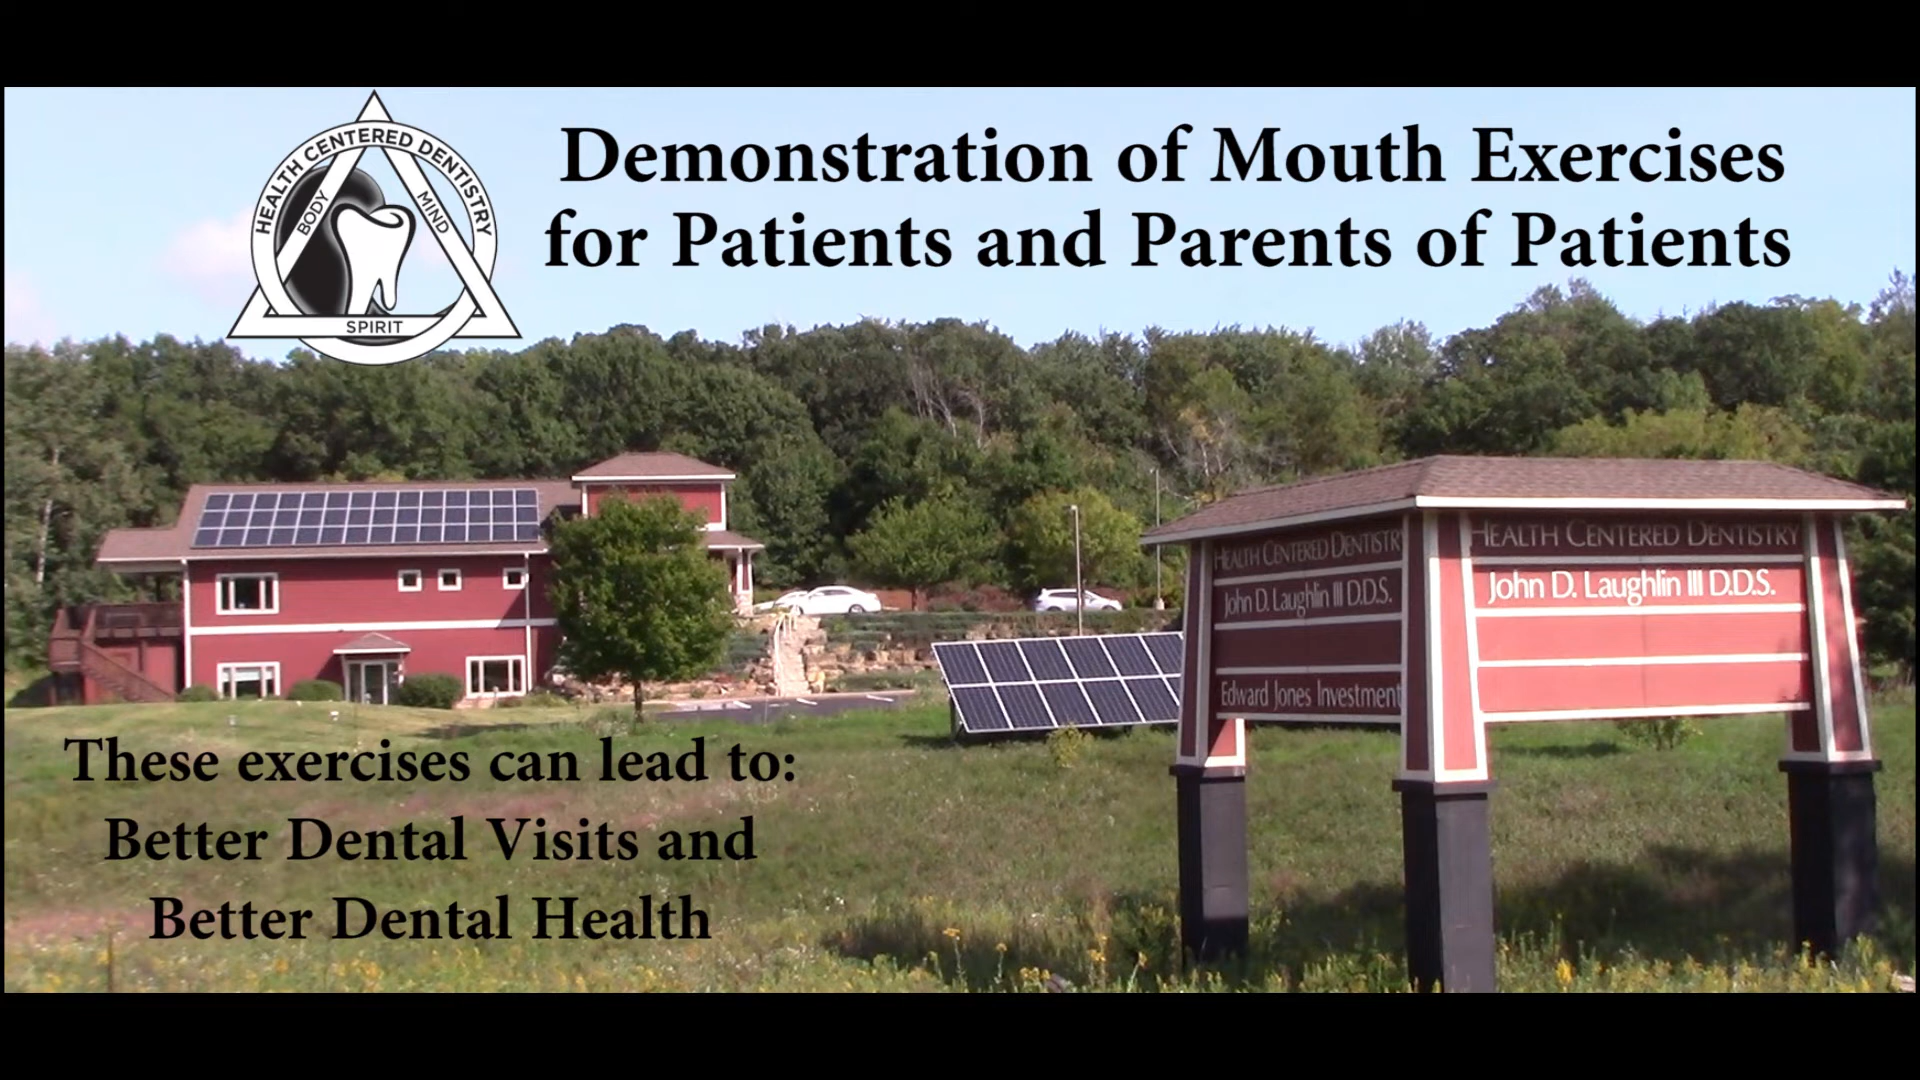 HEALTH CENTERED DENTISTRY
BODY
MIND
SPIRIT
Demonstration of Mouth Exercises
for Patients and Parents of Patients
HEALTH CENTERED DENTISTRY
John D. Laughlin III D.D.S.
Edward Jones Investment
HEALTH CENTERED DENTISTRY
John D. Laughlin III D.D.S.
These exercises can lead to:
Better Dental Visits and
Better Dental Health